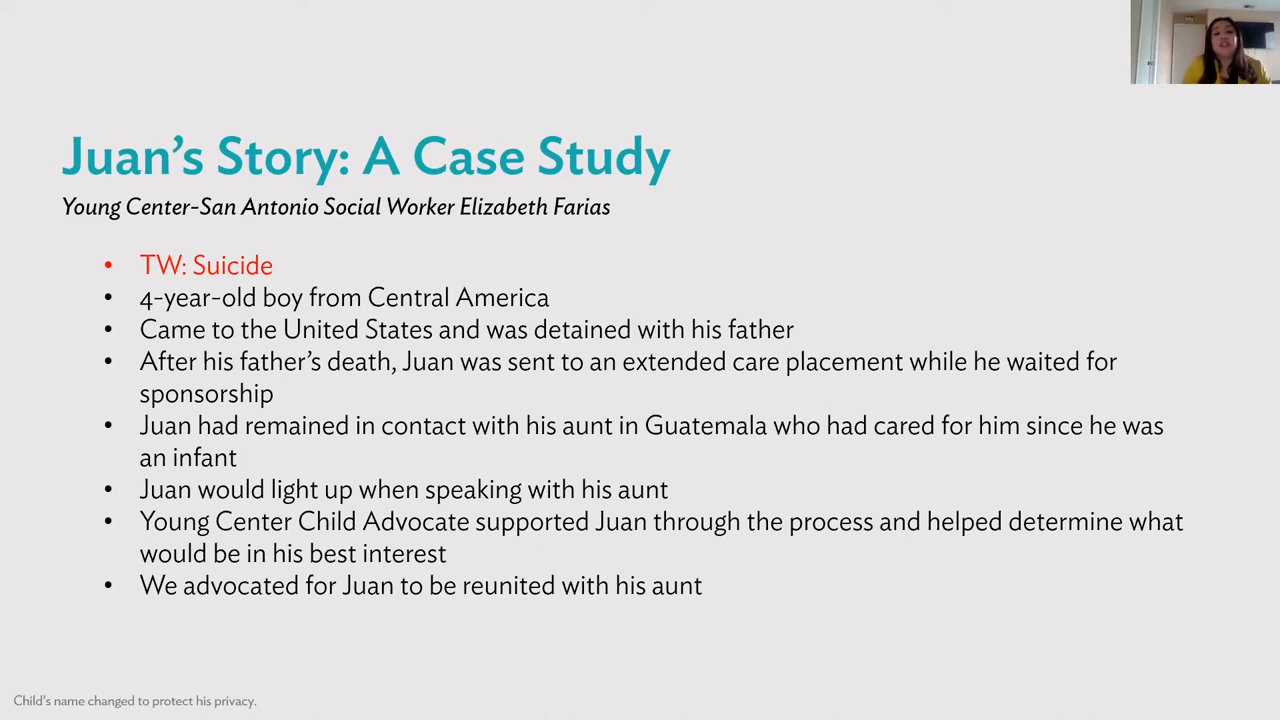 Juan’s Story: A Case Study
Young Center-San Antonio Social Worker Elizabeth Farias
• TW: Suicide
• 4-year-old boy from Central America
• Came to the United States and was detained with his father
• After his father’s death, Juan was sent to an extended care placement while he waited for
sponsorship
• Juan had remained in contact with his aunt in Guatemala who had cared for him since he was
an infant
• Juan would light up when speaking with his aunt
• Young Center Child Advocate supported Juan through the process and helped determine what
would be in his best interest
• We advocated for Juan to be reunited with his aunt
Child’s name changed to protect his privacy.